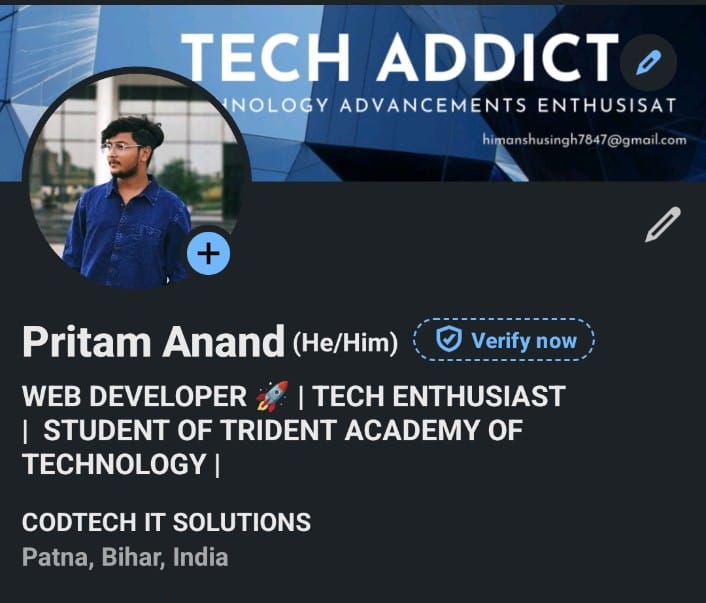 TECH ADDICT
HNOLOGY ADVANCEMENTS ENTHUSISAT
himanshusingh7847@gmail.com
Pritam Anand (He/Him) Verify now
WEB DEVELOPER 🚀 | TECH ENTHUSIAST
| STUDENT OF TRIDENT ACADEMY OF
TECHNOLOGY |
CODTECH IT SOLUTIONS
Patna, Bihar, India